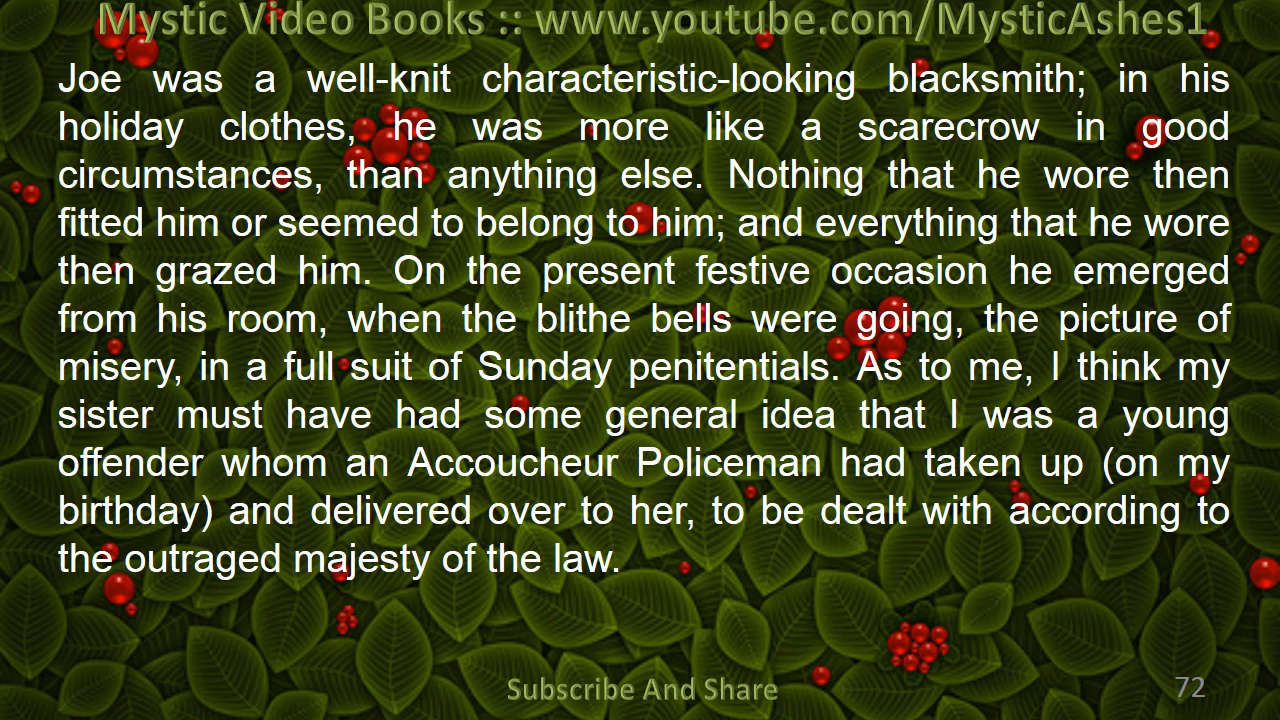 Mystic Video Books :: www.youtube.com/MysticAshes1
Joe was a well-knit characteristic-looking blacksmith; in his
holiday clothes, he was more like a scarecrow in good
circumstances, than anything else. Nothing that he wore then
fitted him or seemed to belong to him; and everything that he wore
then grazed him. On the present festive occasion he emerged
from his room, when the blithe bells were going, the picture of
misery, in a full suit of Sunday penitentials. As to me, I think my
sister must have had some general idea that I was a young
offender whom an Accoucheur Policeman had taken up (on my
birthday) and delivered over to her, to be dealt with according to
the outraged majesty of the law.
Subscribe And Share
72